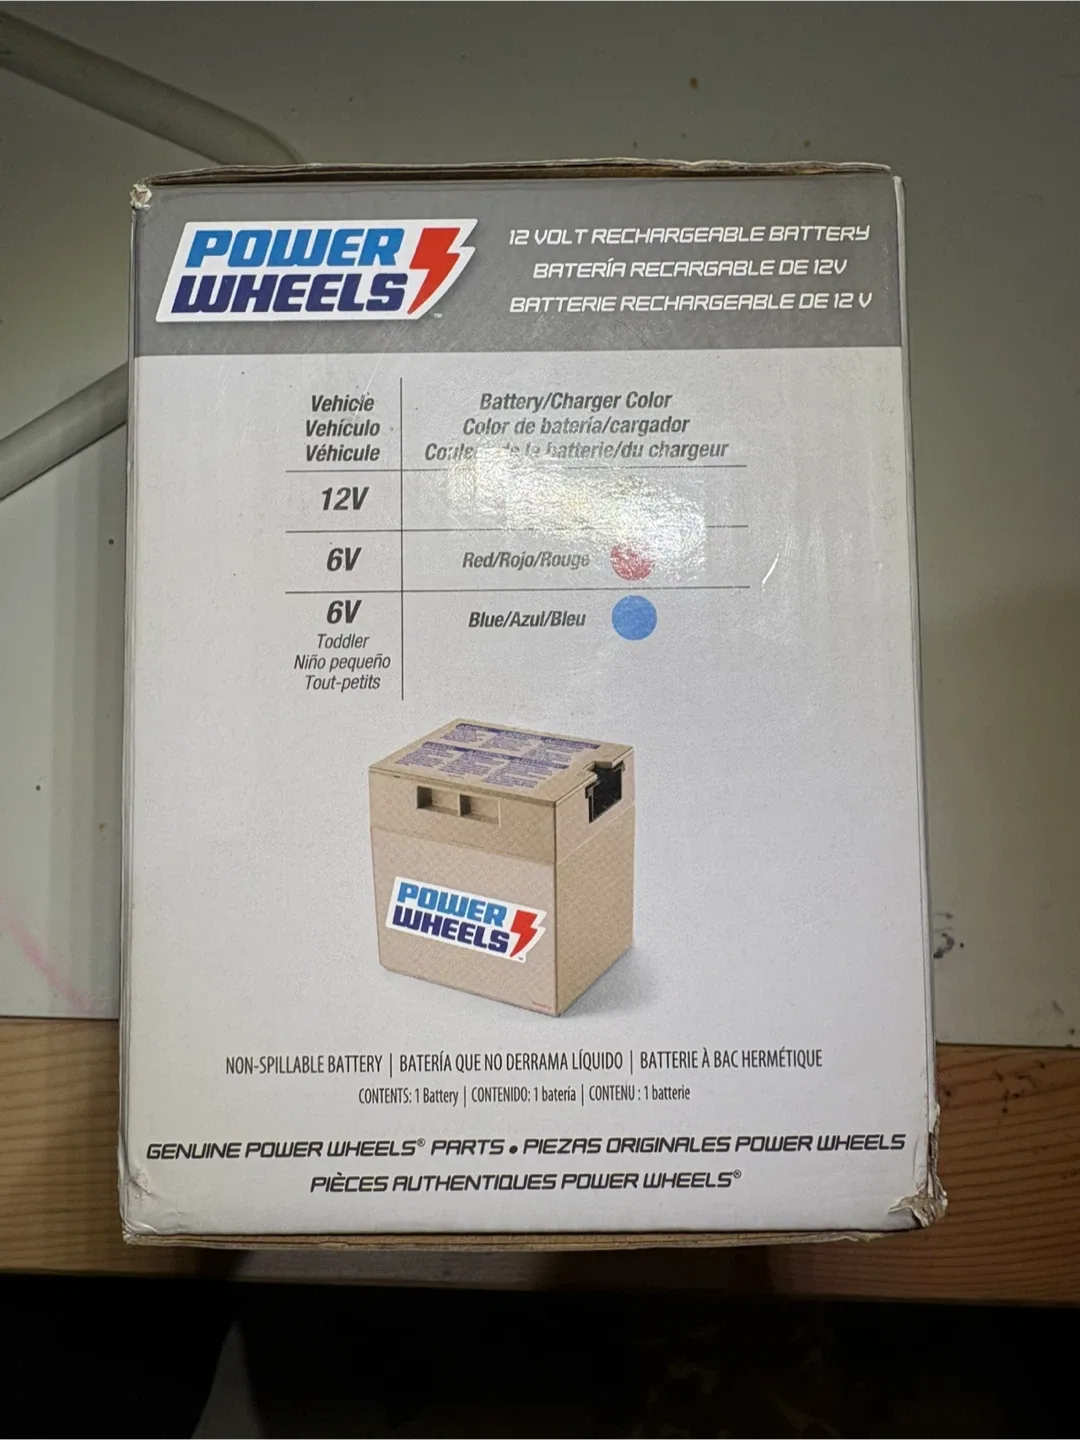 POWER
WHEELS
™
12 VOLT RECHARGEABLE BATTERY
BATERÍA RECARGABLE DE 12V
BATTERIE RECHARGEABLE DE 12 V
Vehicle
Vehículo
Véhicule
Battery/Charger Color
Color de batería/cargador
de la batterie/du chargeur
12V
6V
Red/Rojo/Rouge
6V
Toddler
Niño pequeño
Tout-petits
Blue/Azul/Bleu
POWER
WHEELS
NON-SPILLABLE BATTERY | BATERÍA QUE NO DERRAMA LÍQUIDO | BATTERIE À BAC HERMÉTIQUE
CONTENTS: 1 Battery | CONTENIDO: 1 batería | CONTENU : 1 batterie
GENUINE POWER WHEELS® PARTS • PIEZAS ORIGINALES POWER WHEELS
PIÈCES AUTHENTIQUES POWER WHEELS®